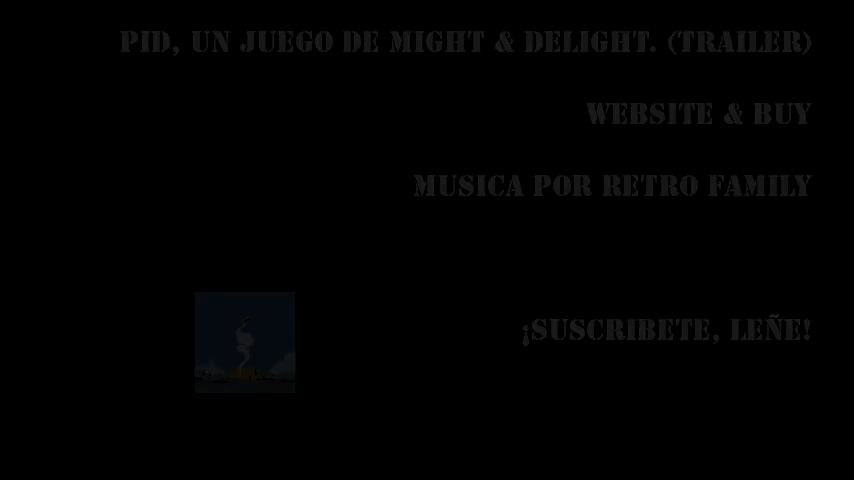 PID, UN JUEGO DE MIGHT & DELIGHT. (TRAILER)
WEBSITE & BUY
MUSICA POR RETRO FAMILY
¡SUSCRIBETE, LEÑE!